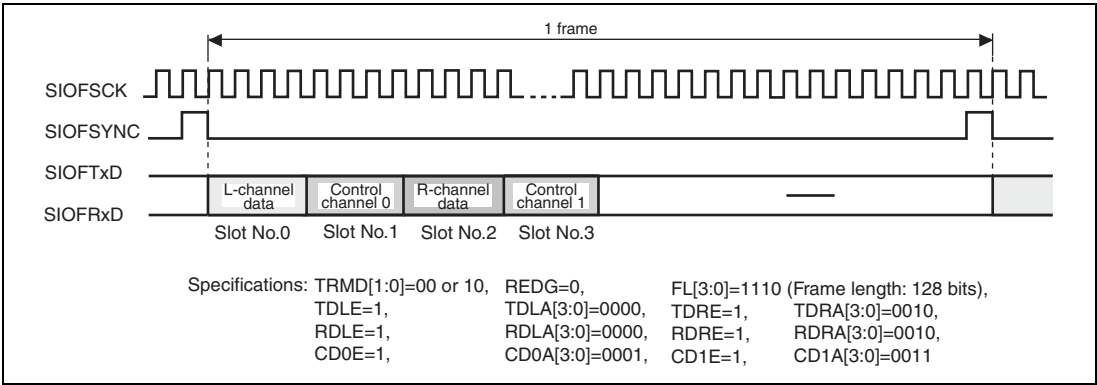 1 frame
SIOFSCK
SIOFSYNC
SIOFTxD
SIOFRxD
L-channel data
Control channel 0
R-channel data
Control channel 1
Slot No.0 Slot No.1 Slot No.2 Slot No.3
Specifications: TRMD[1:0]=00 or 10, REDG=0, FL[3:0]=1110 (Frame length: 128 bits),
TDLE=1, TDLA[3:0]=0000, TDRE=1, TDRA[3:0]=0010,
RDLE=1, RDLA[3:0]=0000, RDRE=1, RDRA[3:0]=0010,
CD0E=1, CD0A[3:0]=0001, CD1E=1, CD1A[3:0]=0011